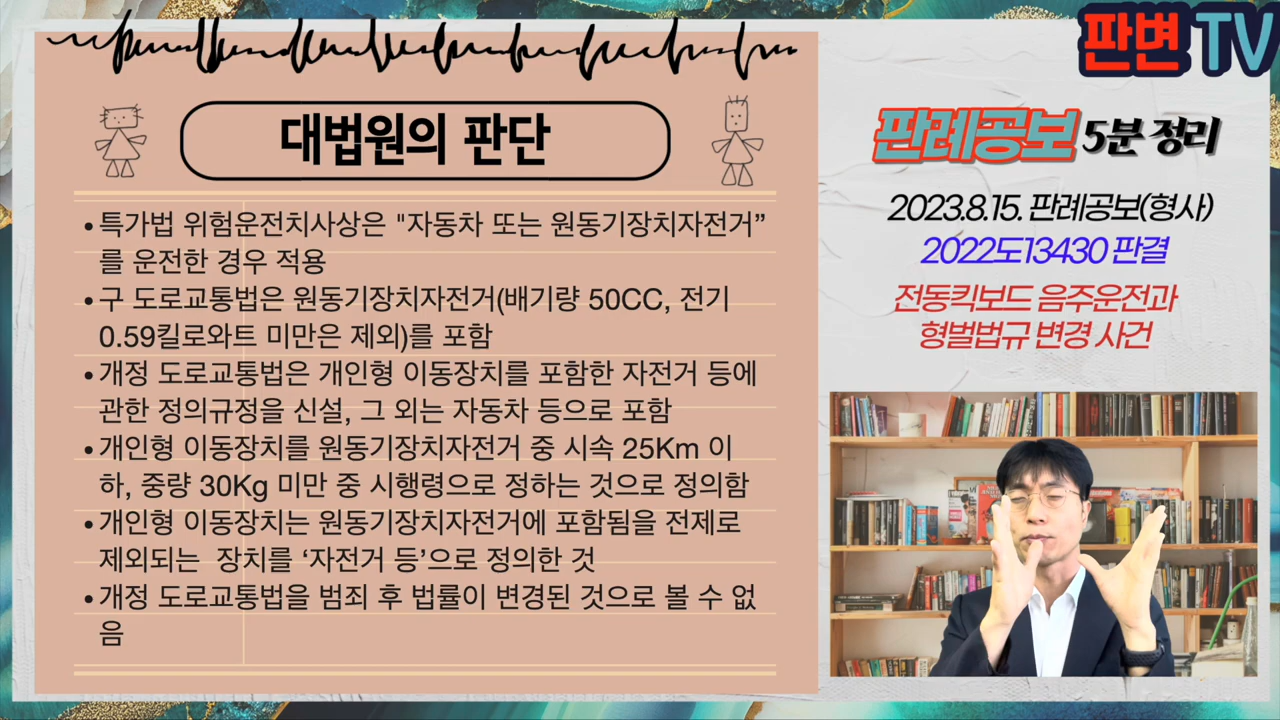 판변 TV
대법원의 판단
•특가법 위험운전치사상은 "자동차 또는 원동기장치자전거”
를 운전한 경우 적용
•구 도로교통법은 원동기장치자전거(배기량 50CC, 전기
0.59킬로와트 미만은 제외)를 포함
•개정 도로교통법은 개인형 이동장치를 포함한 자전거 등에
관한 정의규정을 신설, 그 외는 자동차 등으로 포함
•개인형 이동장치를 원동기장치자전거 중 시속 25Km 이
하, 중량 30Kg 미만 중 시행령으로 정하는 것으로 정의함
•개인형 이동장치는 원동기장치자전거에 포함됨을 전제로
제외되는 장치를 ‘자전거 등’으로 정의한 것
•개정 도로교통법을 범죄 후 법률이 변경된 것으로 볼 수 없
음
판례공보 5분 정리
2023.8.15. 판례공보(형사)
2022도13430 판결
전동킥보드 음주운전과
형벌법규 변경 사건